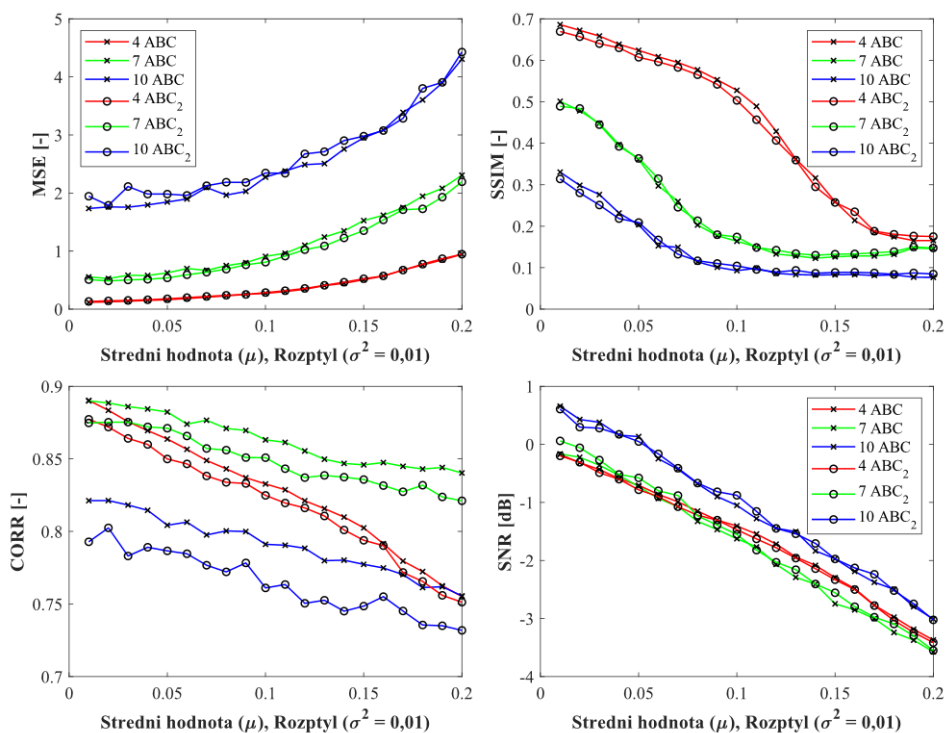 5
4
3
2
1
0
MSE [-]
4 ABC
7 ABC
10 ABC
4 ABC2
7 ABC2
10 ABC2
0 0.05 0.1 0.15 0.2
Stredni hodnota (μ), Rozptyl (σ² = 0,01)
0.7
0.6
0.5
0.4
0.3
0.2
0.1
0
SSIM [-]
4 ABC
7 ABC
10 ABC
4 ABC2
7 ABC2
10 ABC2
0 0.05 0.1 0.15 0.2
Stredni hodnota (μ), Rozptyl (σ² = 0,01)
0.9
0.85
0.8
0.75
0.7
CORR [-]
0 0.05 0.1 0.15 0.2
Stredni hodnota (μ), Rozptyl (σ² = 0,01)
1
0
-1
-2
-3
-4
SNR [dB]
4 ABC
7 ABC
10 ABC
4 ABC2
7 ABC2
10 ABC2
0 0.05 0.1 0.15 0.2
Stredni hodnota (μ), Rozptyl (σ² = 0,01)